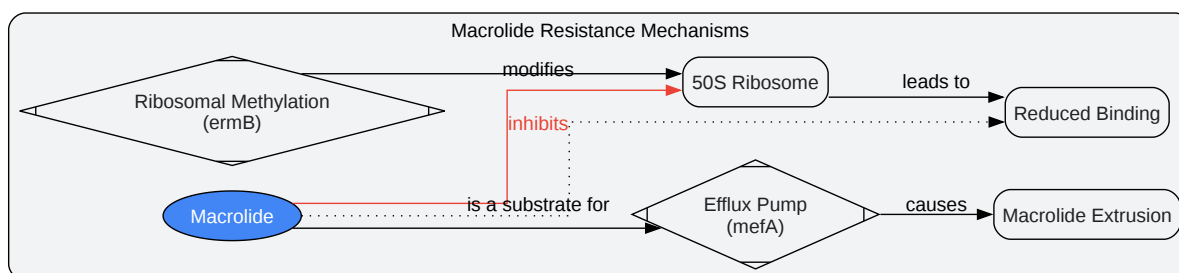 Macrolide Resistance Mechanisms
Ribosomal Methylation
(ermB)
modifies
50S Ribosome
leads to
Reduced Binding
inhibits
Macrolide
is a substrate for
Efflux Pump
(mefA)
causes
Macrolide Extrusion